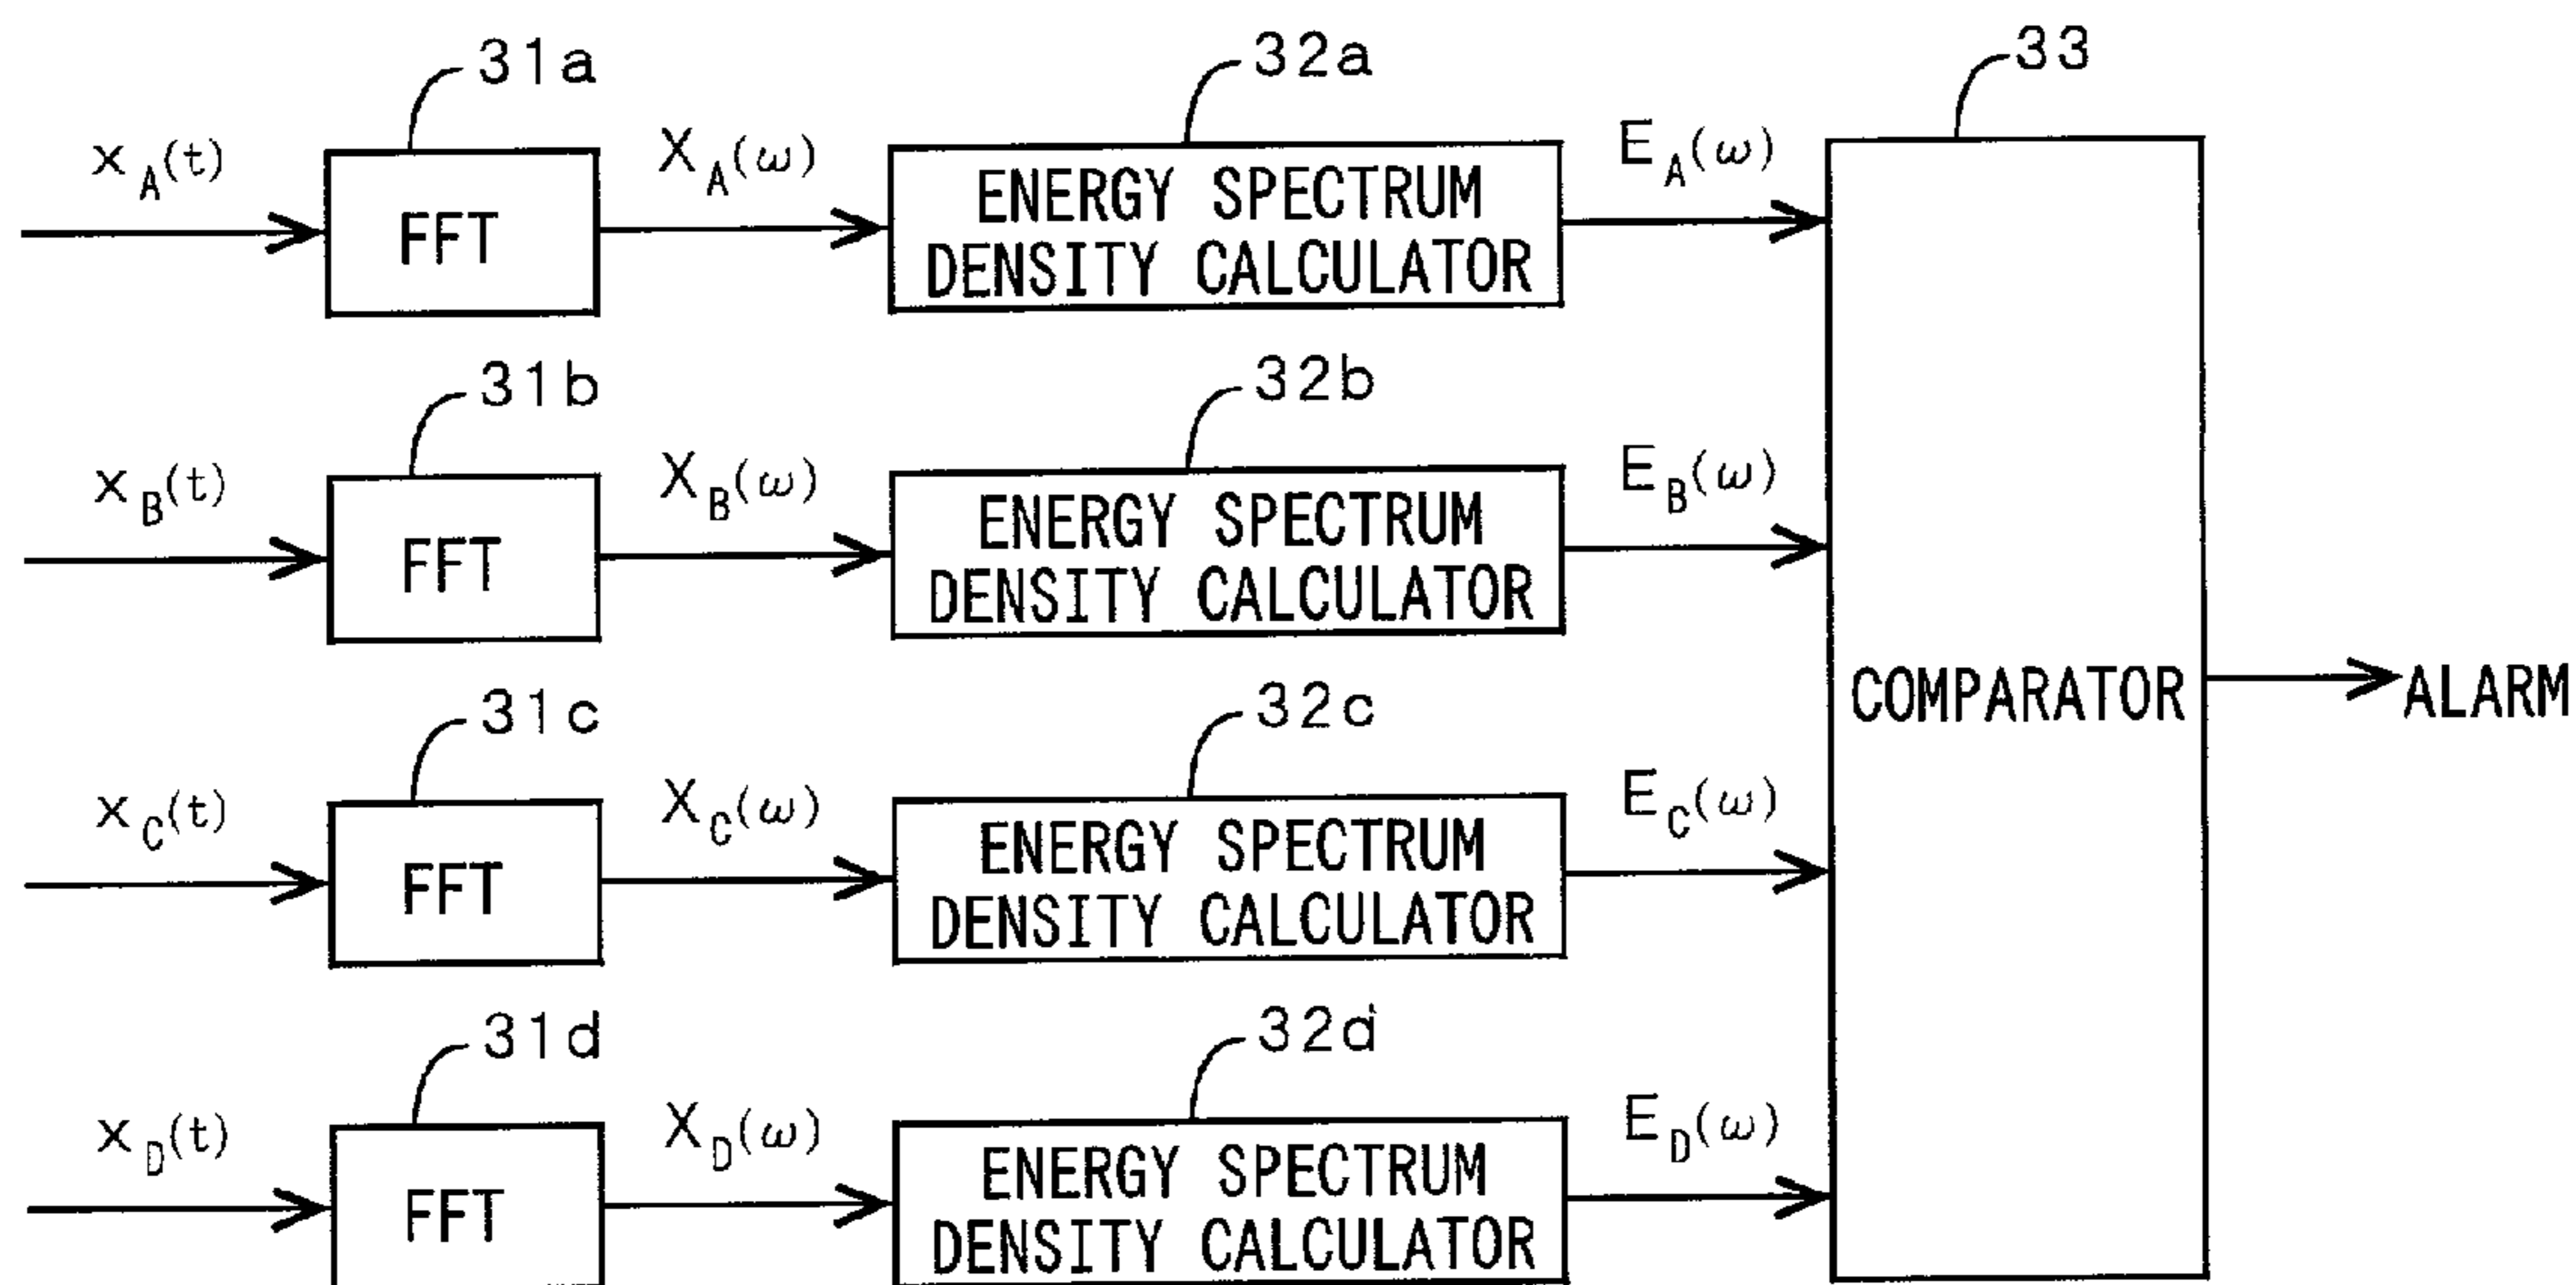 31a
32a
33
x_A(t)
X_A(ω)
E_A(ω)
FFT
ENERGY SPECTRUM
DENSITY CALCULATOR
31b
32b
x_B(t)
X_B(ω)
E_B(ω)
FFT
ENERGY SPECTRUM
DENSITY CALCULATOR
COMPARATOR
ALARM
31c
32c
x_C(t)
X_C(ω)
E_C(ω)
FFT
ENERGY SPECTRUM
DENSITY CALCULATOR
31d
32d
x_D(t)
X_D(ω)
E_D(ω)
FFT
ENERGY SPECTRUM
DENSITY CALCULATOR